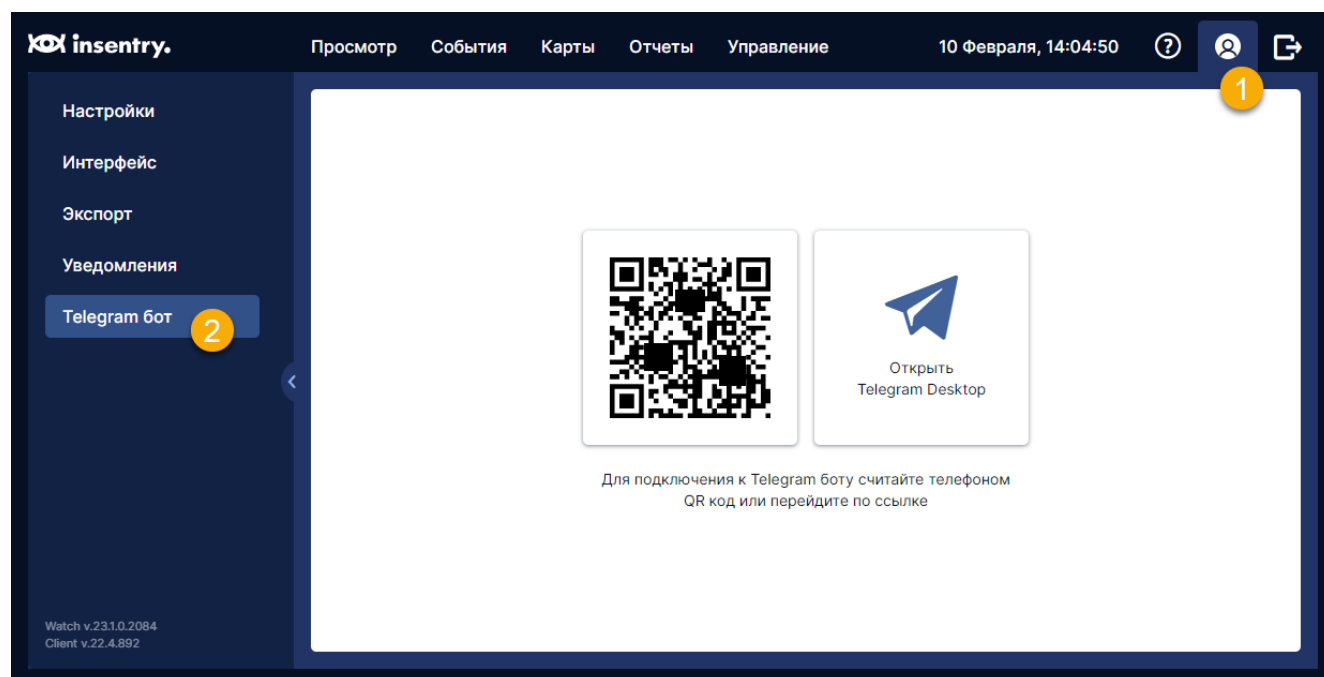 insentry.
Просмотр События Карты Отчеты Управление 10 Февраля, 14:04:50 ?
1
Настройки
Интерфейс
Экспорт
Уведомления
Telegram бот
2
Открыть
Telegram Desktop
Для подключения к Telegram боту считайте телефоном
QR код или перейдите по ссылке
Watch v.23.1.0.2084
Client v.22.4.892